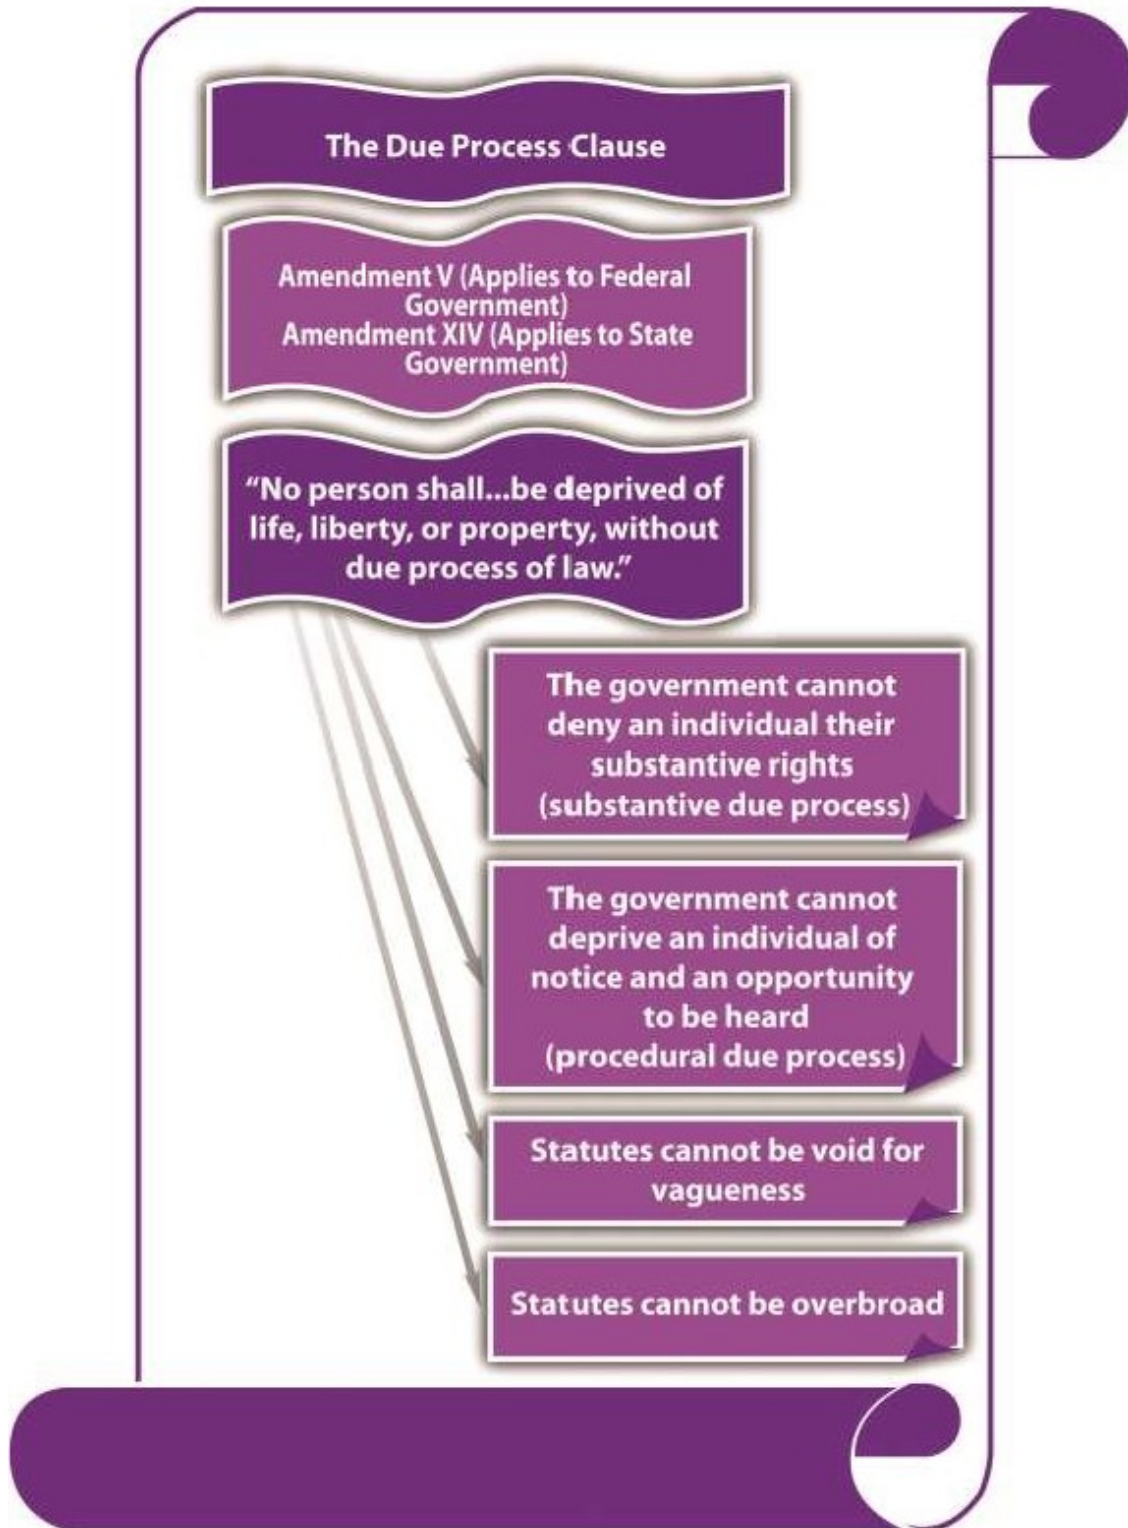 The Due Process Clause
Amendment V (Applies to Federal
Government)
Amendment XIV (Applies to State
Government)
“No person shall...be deprived of
life, liberty, or property, without
due process of law.”
The government cannot
deny an individual their
substantive rights
(substantive due process)
The government cannot
deprive an individual of
notice and an opportunity
to be heard
(procedural due process)
Statutes cannot be void for
vagueness
Statutes cannot be overbroad